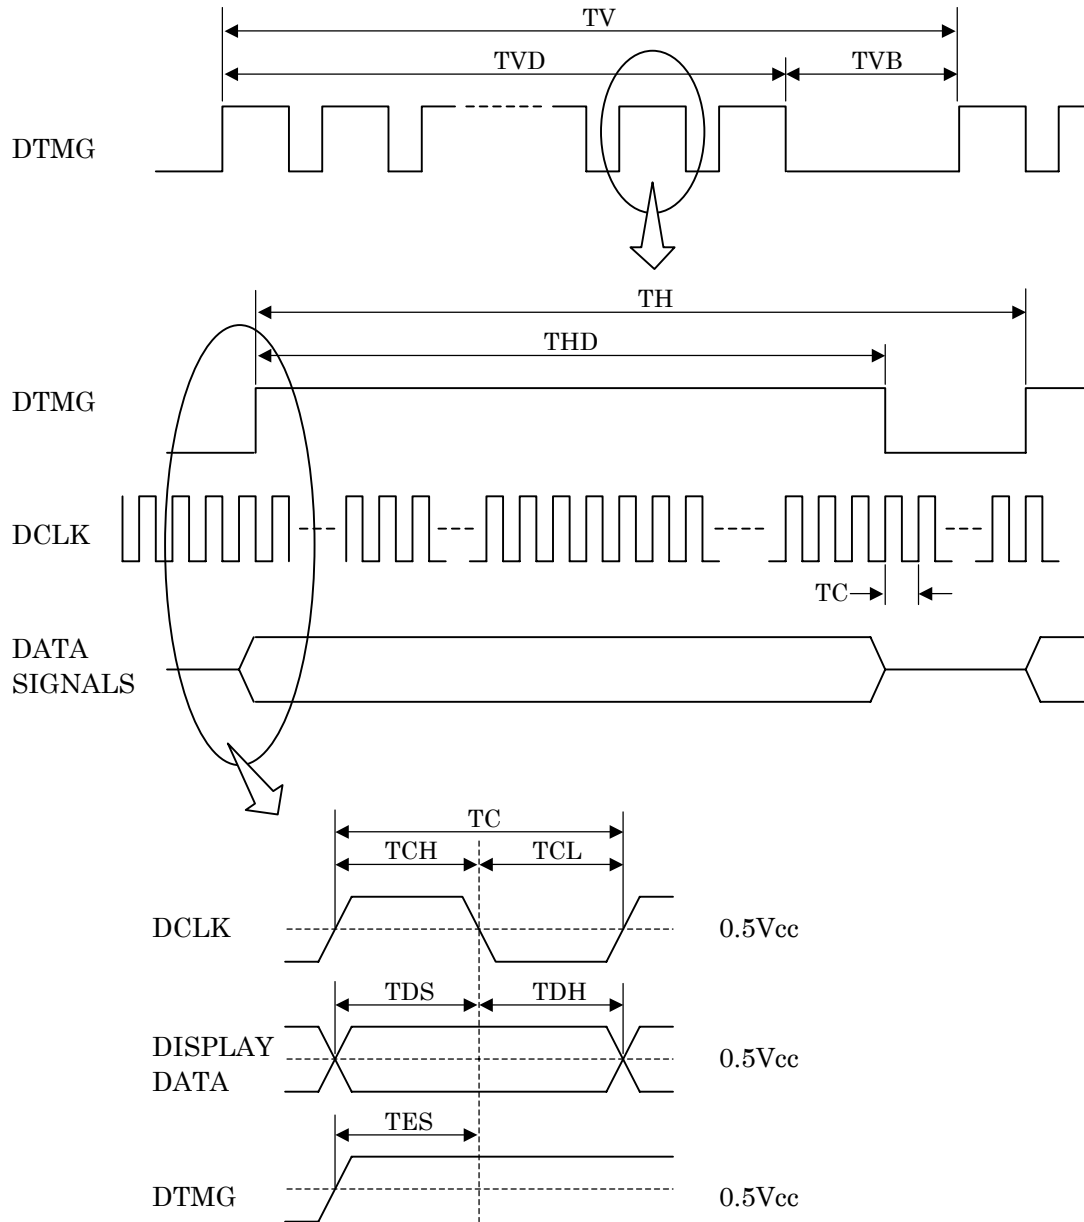 TV
TVD TVB
DTMG
TH
THD
DTMG
DCLK
TC
DATA
SIGNALS
TC
TCH TCL
DCLK 0.5Vcc
TDS TDH
DISPLAY
DATA 0.5Vcc
TES
DTMG 0.5Vcc